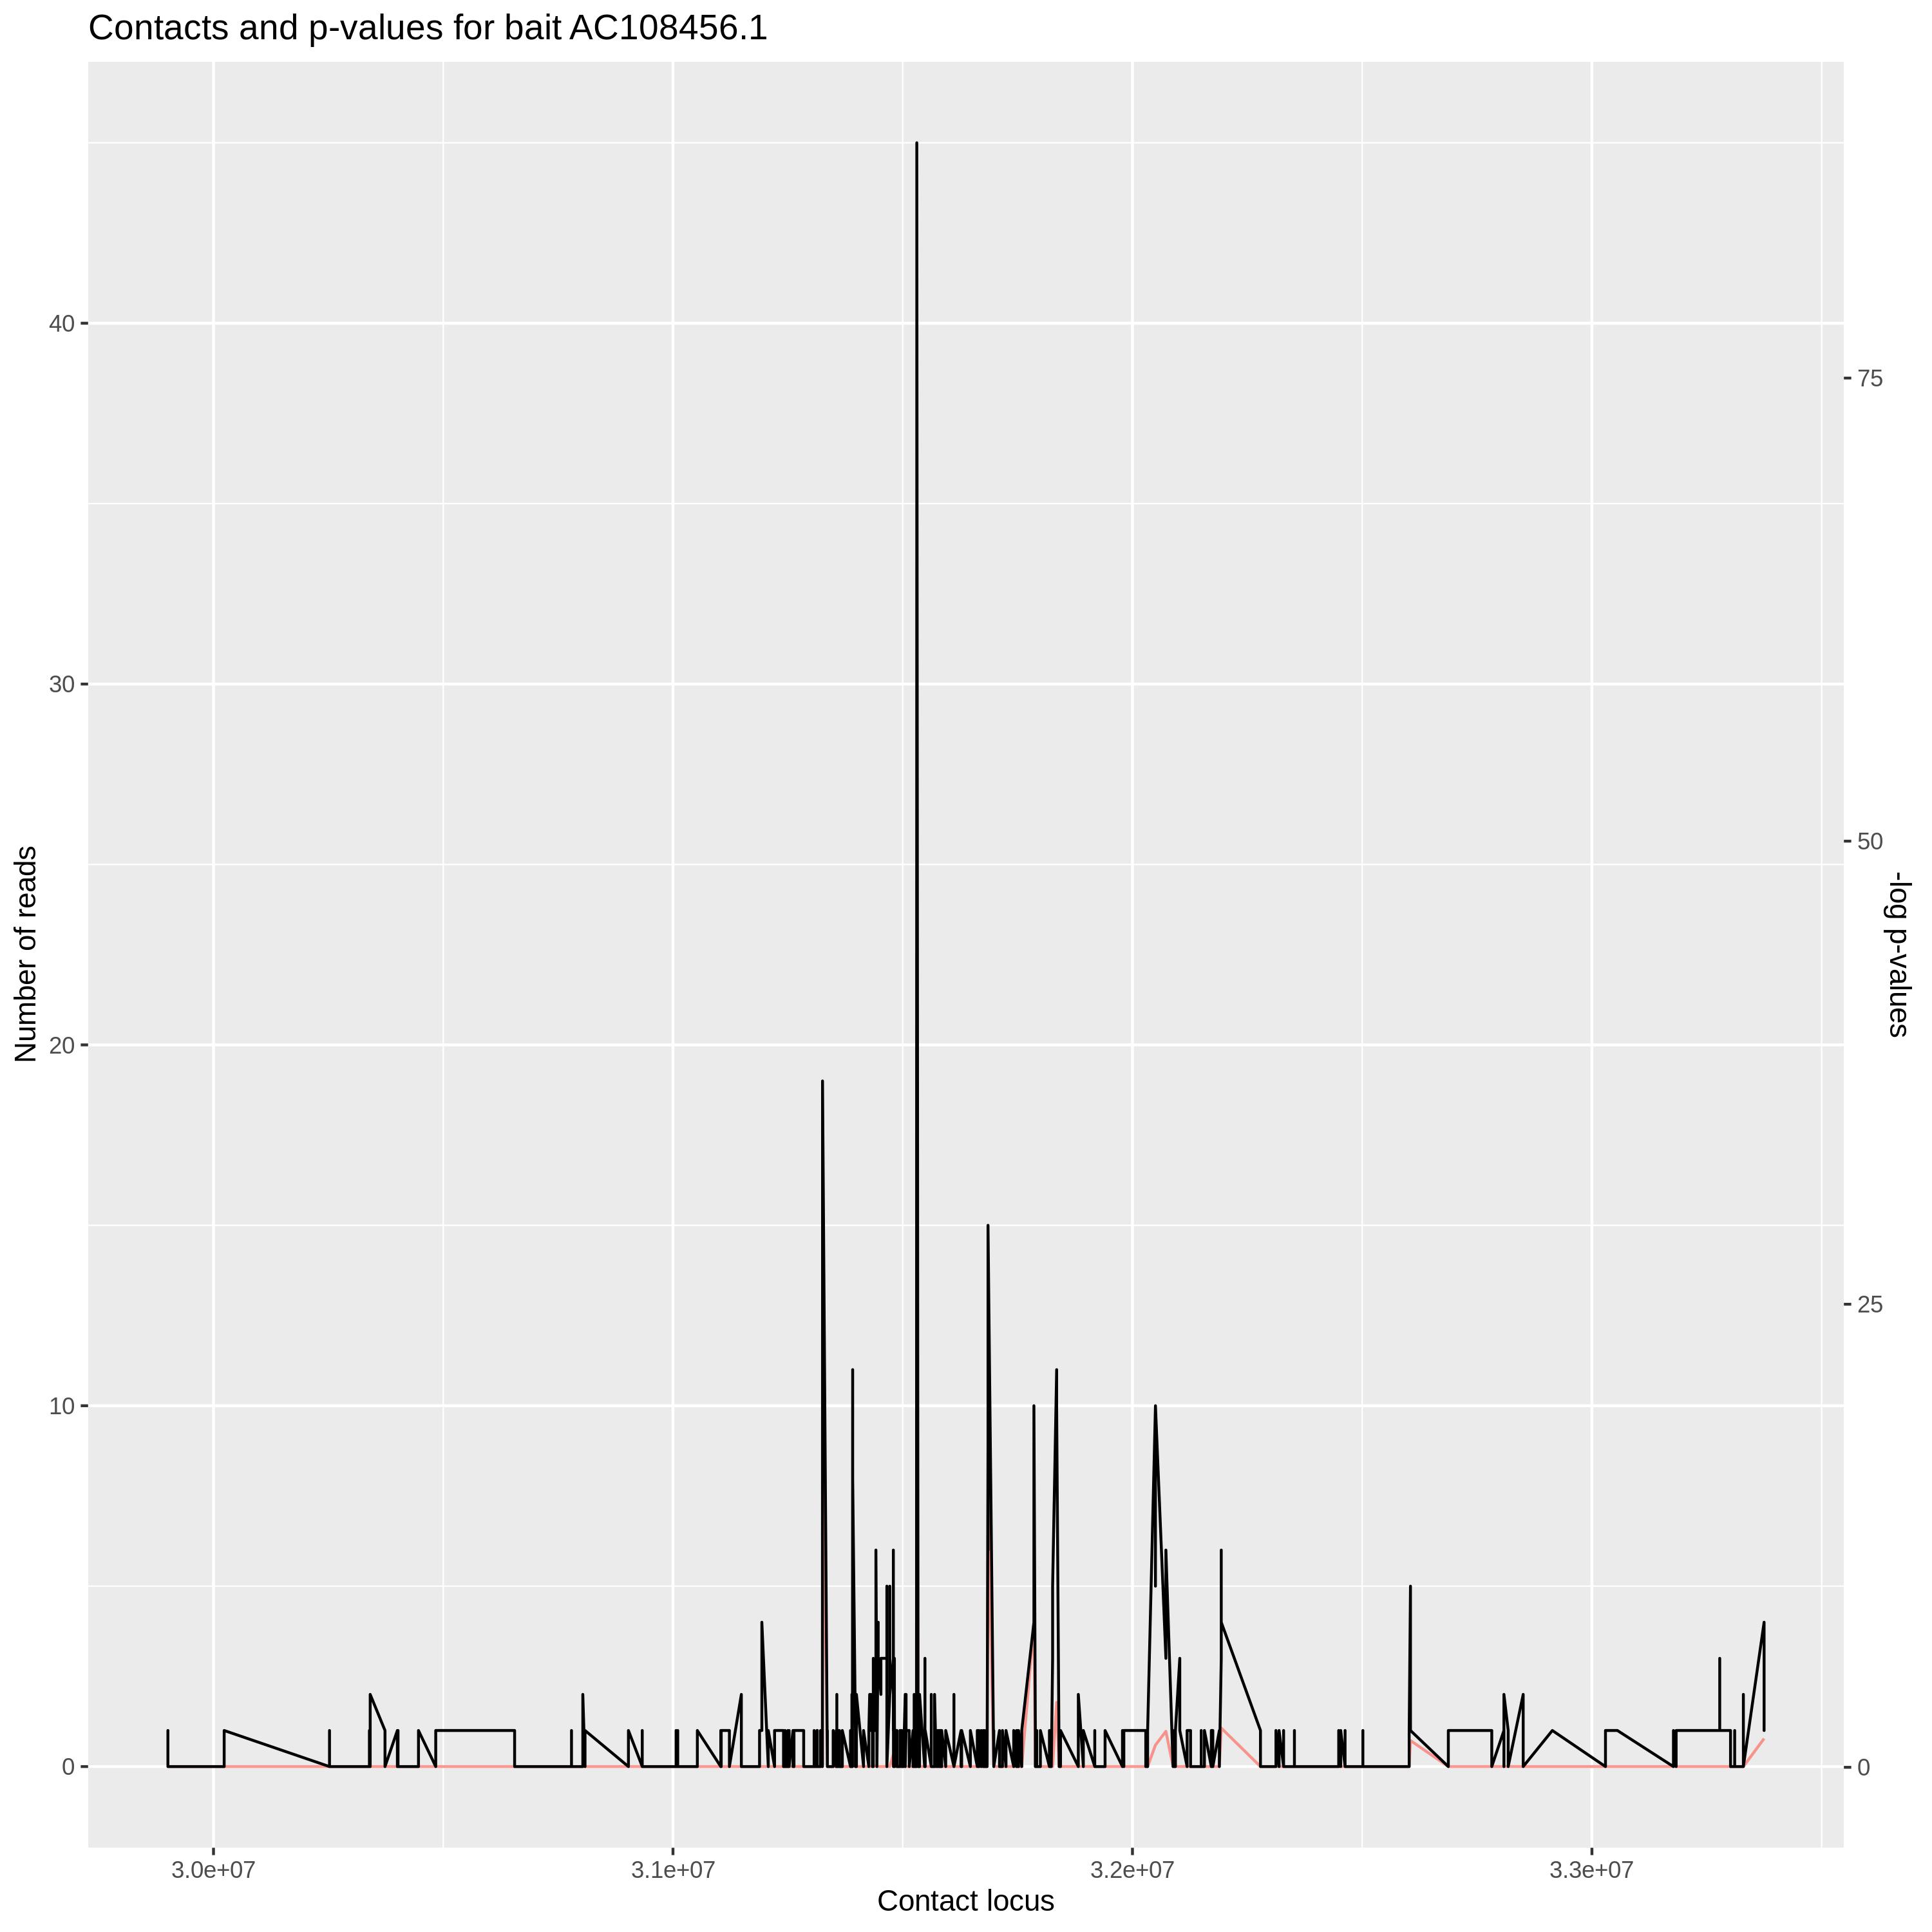 Contacts and p-values for bait AC108456.1
40
30
20
10
0
Number of reads
75
50
25
0
-log p-values
3.0e+07
3.1e+07
3.2e+07
3.3e+07
Contact locus